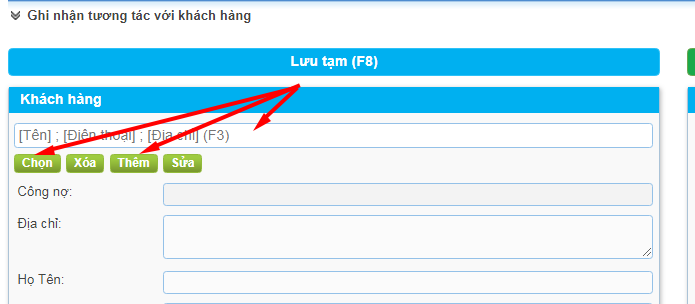 Ghi nhận tương tác với khách hàng
Lưu tạm (F8)
Khách hàng
[Tên] ; [Điện thoại] ; [Địa chỉ] (F3)
Chọn Xóa Thêm Sửa
Công nợ:
Địa chỉ:
Họ Tên: